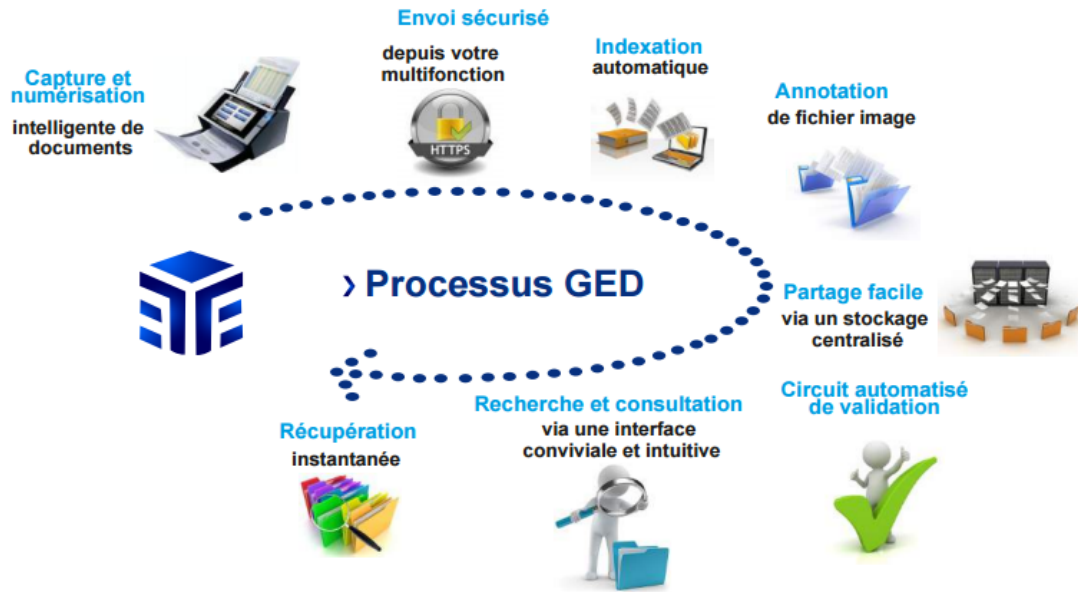 Capture et
numérisation
intelligente de
documents
Envoi sécurisé
depuis votre
multifonction
HTTPS
Indexation
automatique
Annotation
de fichier image
› Processus GED
Partage facile
via un stockage
centralisé
Circuit automatisé
de validation
Recherche et consultation
via une interface
conviviale et intuitive
Récupération
instantanée